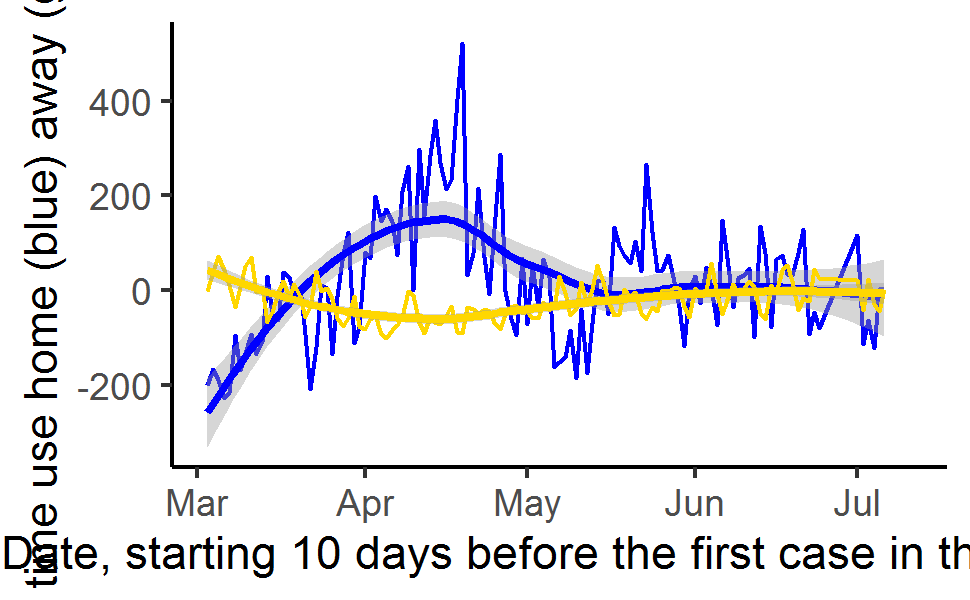 time use home (blue) away (
400
200
0
-200
Mar Apr May Jun Jul
Date, starting 10 days before the first case in th